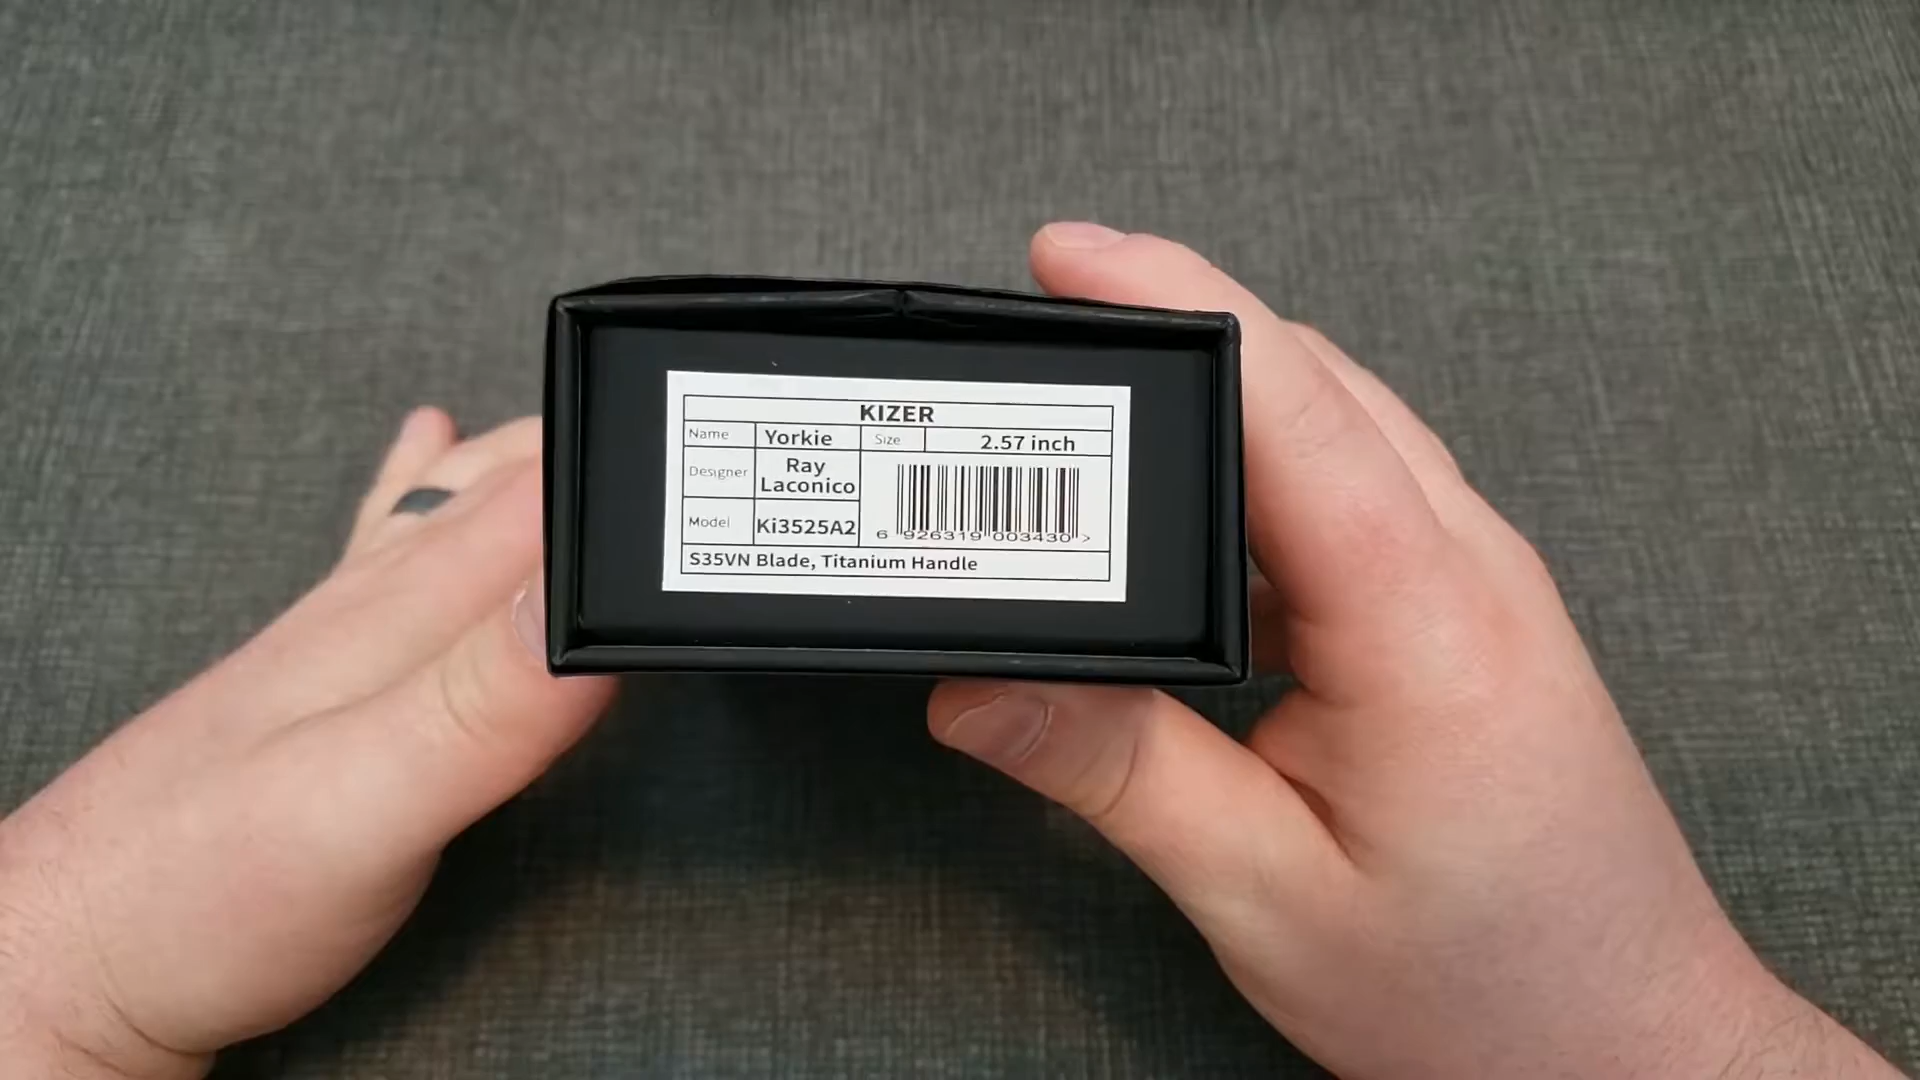 KIZER
Name Yorkie Size 2.57 inch
Designer Ray Laconico
Model Ki3525A2
6 926319 003430 >
S35VN Blade, Titanium Handle